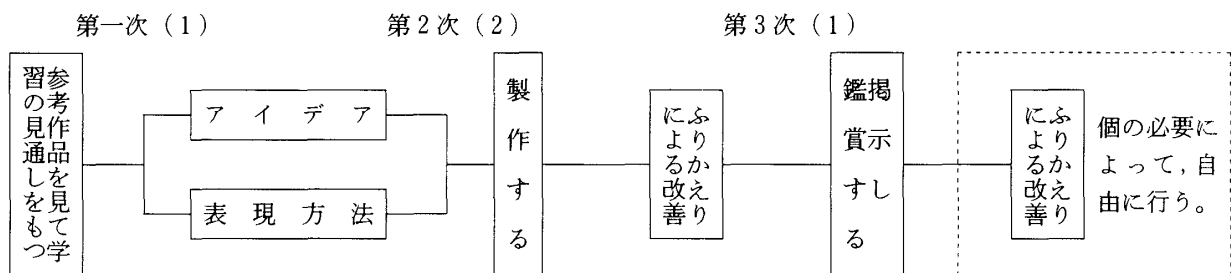 第一次（1）
第2次（2）
第3次（1）
参考作品を見て学
習の見通しをもつ
アイデア
表現方法
製作する
ふりかえり
による改善
掲示し
鑑賞する
ふりかえり
による改善
個の必要に
よって，自
由に行う。